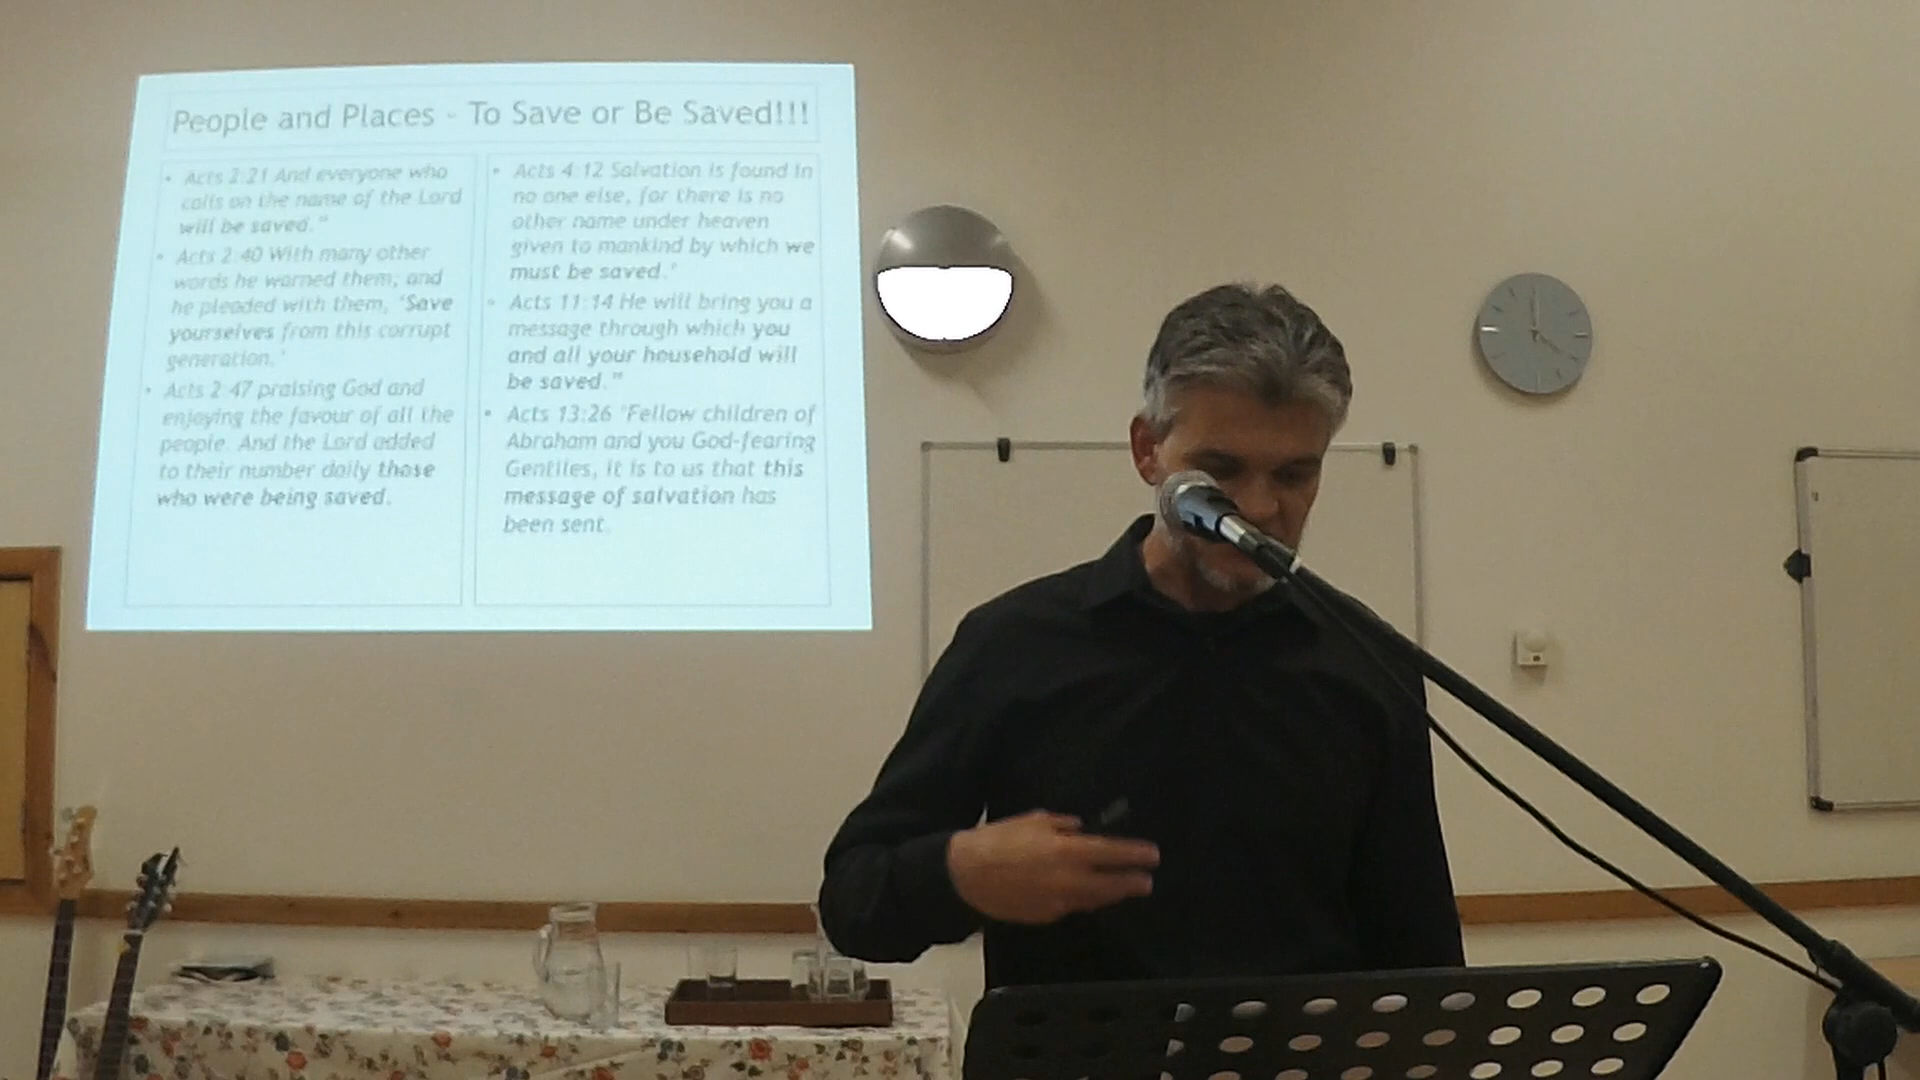 People and Places - To Save or Be Saved!!!
• Acts 2:21 And everyone who
calls on the name of the Lord
will be saved."
• Acts 2:40 With many other
words he warned them; and
he pleaded with them, 'Save
yourselves from this corrupt
generation.'
• Acts 2:47 praising God and
enjoying the favour of all the
people. And the Lord added
to their number daily those
who were being saved.
• Acts 4:12 Salvation is found in
no one else, for there is no
other name under heaven
given to mankind by which we
must be saved.'
• Acts 11:14 He will bring you a
message through which you
and all your household will
be saved."
• Acts 13:26 'Fellow children of
Abraham and you God-fearing
Gentiles, it is to us that this
message of salvation has
been sent.